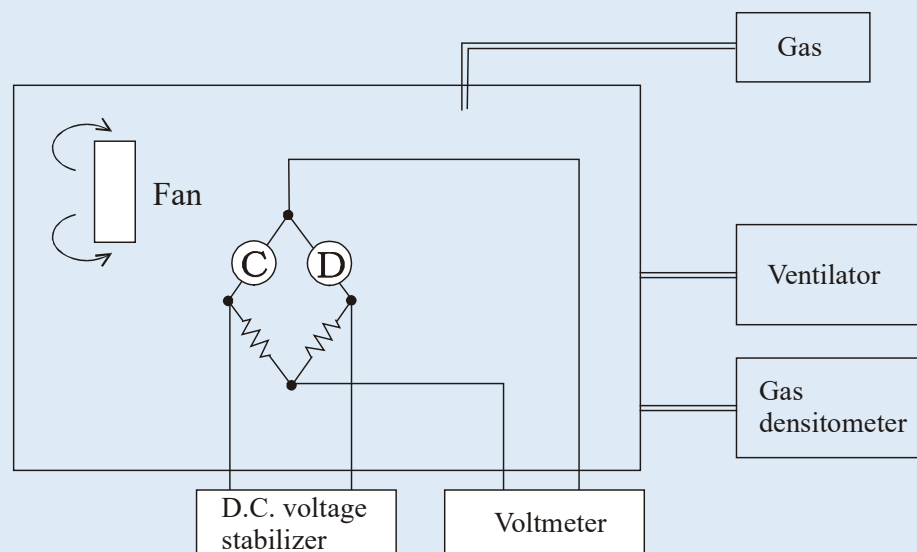 Gas
Fan
C D
Ventilator
Gas
densitometer
D.C. voltage
stabilizer
Voltmeter